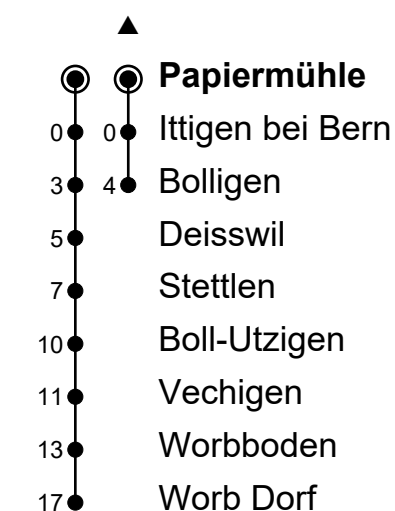 ▲
Papiermühle
0 0 Ittigen bei Bern
3 4 Bolligen
5 Deisswil
7 Stettlen
10 Boll-Utzigen
11 Vechigen
13 Worbboden
17 Worb Dorf